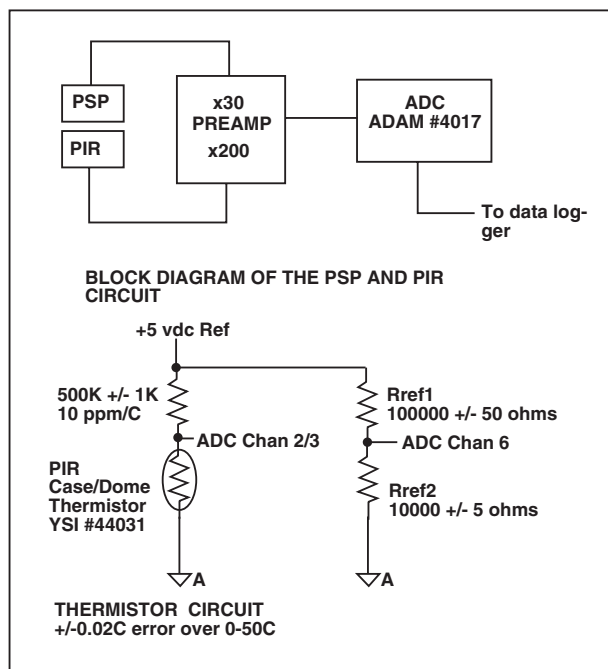 PSP
PIR
x30
PREAMP
x200
ADC
ADAM #4017
To data log-
ger
BLOCK DIAGRAM OF THE PSP AND PIR
CIRCUIT
+5 vdc Ref
500K +/- 1K
10 ppm/C
ADC Chan 2/3
PIR
Case/Dome
Thermistor
YSI #44031
A
Rref1
100000 +/- 50 ohms
ADC Chan 6
Rref2
10000 +/- 5 ohms
A
THERMISTOR CIRCUIT
+/-0.02C error over 0-50C